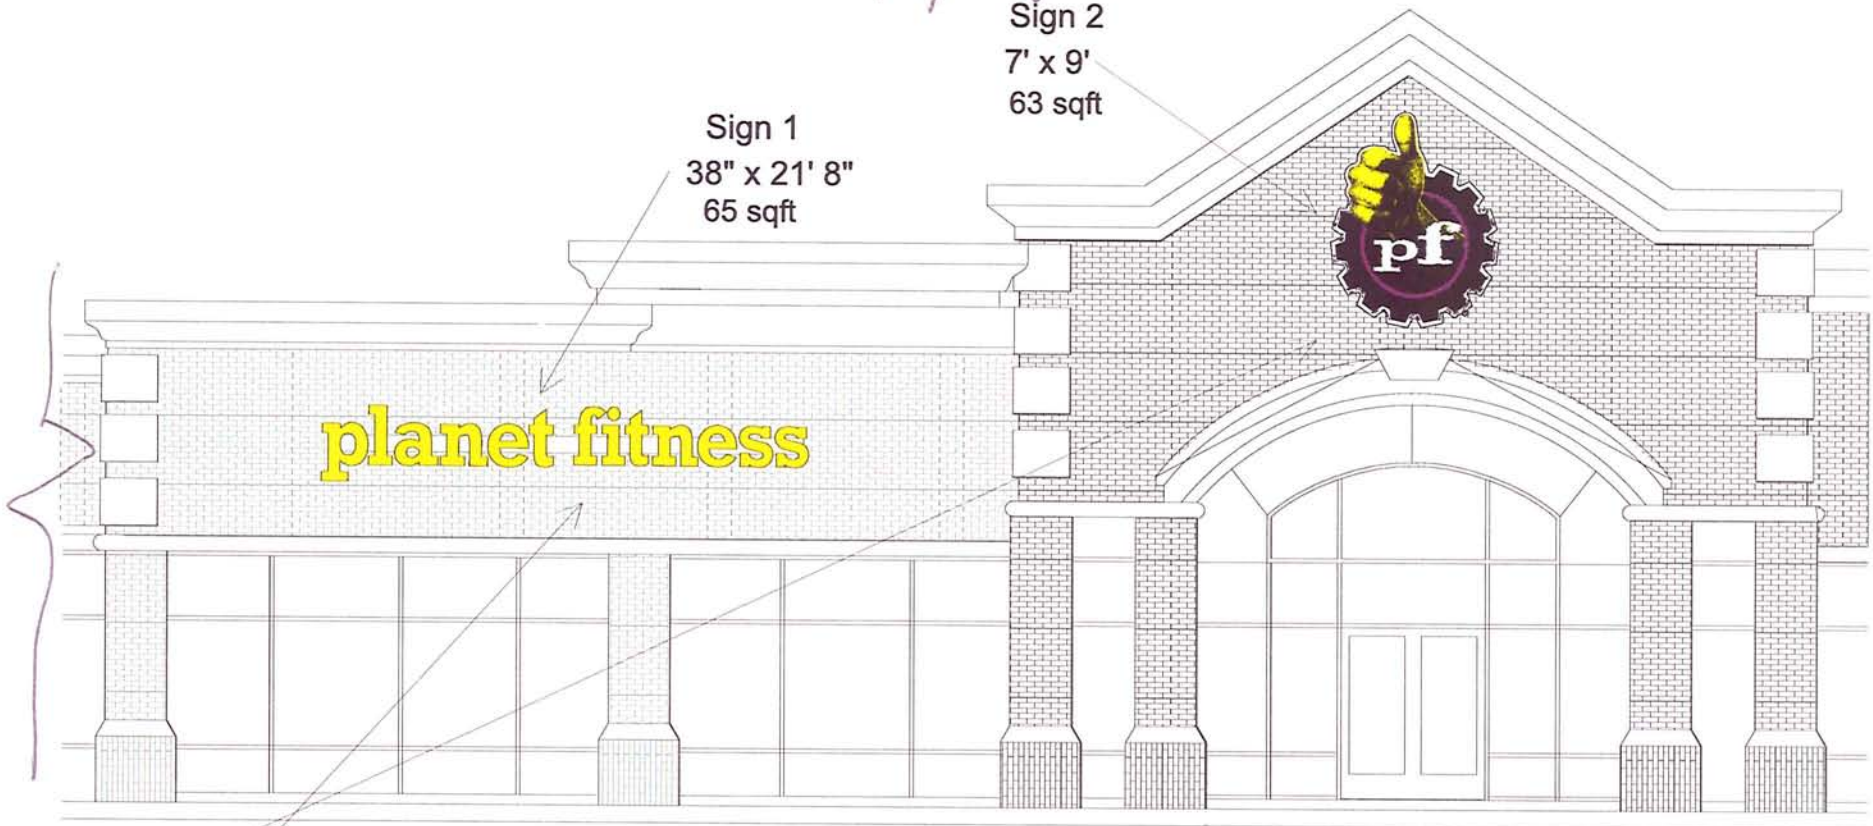 Sign 2
7' x 9'
63 sqft
Sign 1
38" x 21' 8"
65 sqft
pf
planet fitness